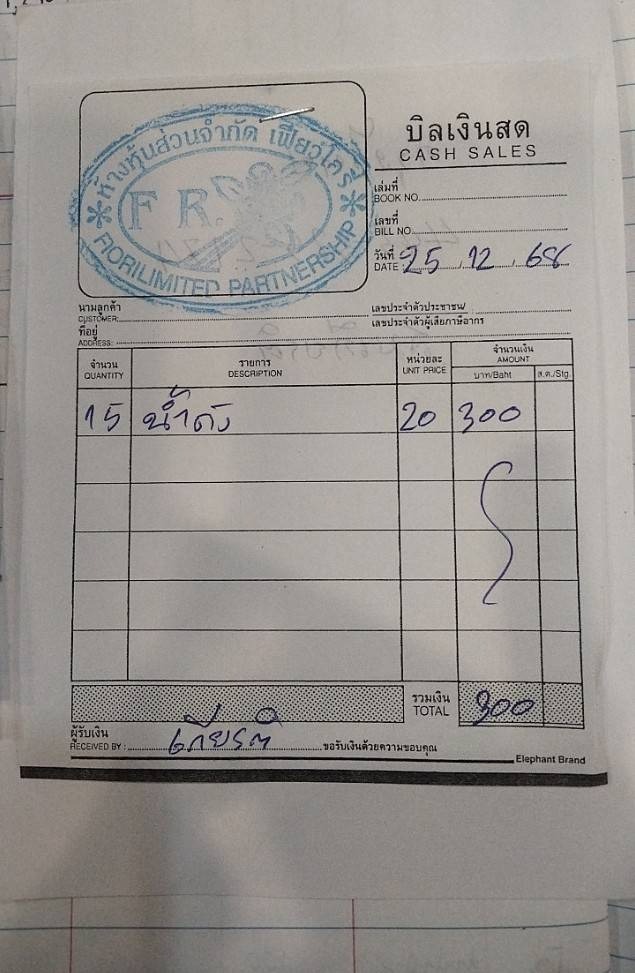 ห้างหุ้นส่วนจำกัด เฟียวโคร์
F R.
FIORILIMITED PARTNERSHIP
บิลเงินสด
CASH SALES
เล่มที่
BOOK NO.
เลขที่
BILL NO.
วันที่
DATE 25 . 12 . 68
นามลูกค้า
CUSTOMER:
เลขประจำตัวประชาชน/
เลขประจำตัวผู้เสียภาษีอากร
ที่อยู่
ADDRESS:
จำนวน รายการ หน่วยละ จำนวนเงิน
QUANTITY DESCRIPTION UNIT PRICE AMOUNT
บาท/Baht ส.ต./Stg.
15 น้ำถัง 20 300
รวมเงิน
TOTAL 300
ผู้รับเงิน
RECEIVED BY: เกียรติ ขอรับเงินด้วยความขอบคุณ
Elephant Brand